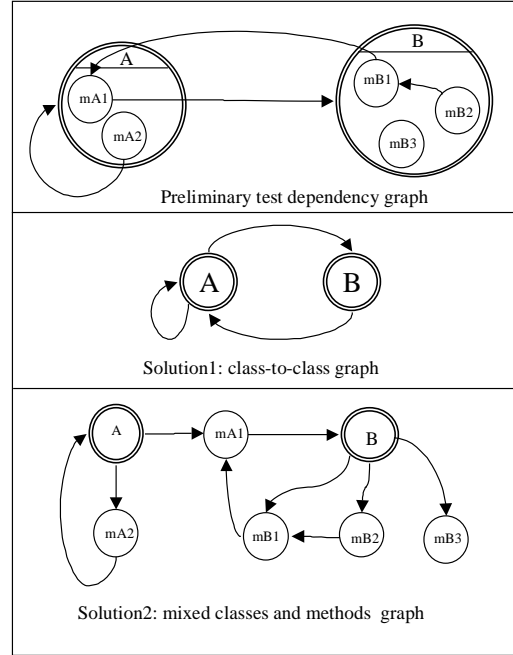 A
B
mA1
mB1
mB2
mA2
mB3
Preliminary test dependency graph
A
B
Solution1: class-to-class graph
A
mA1
B
mA2
mB1
mB2
mB3
Solution2: mixed classes and methods graph